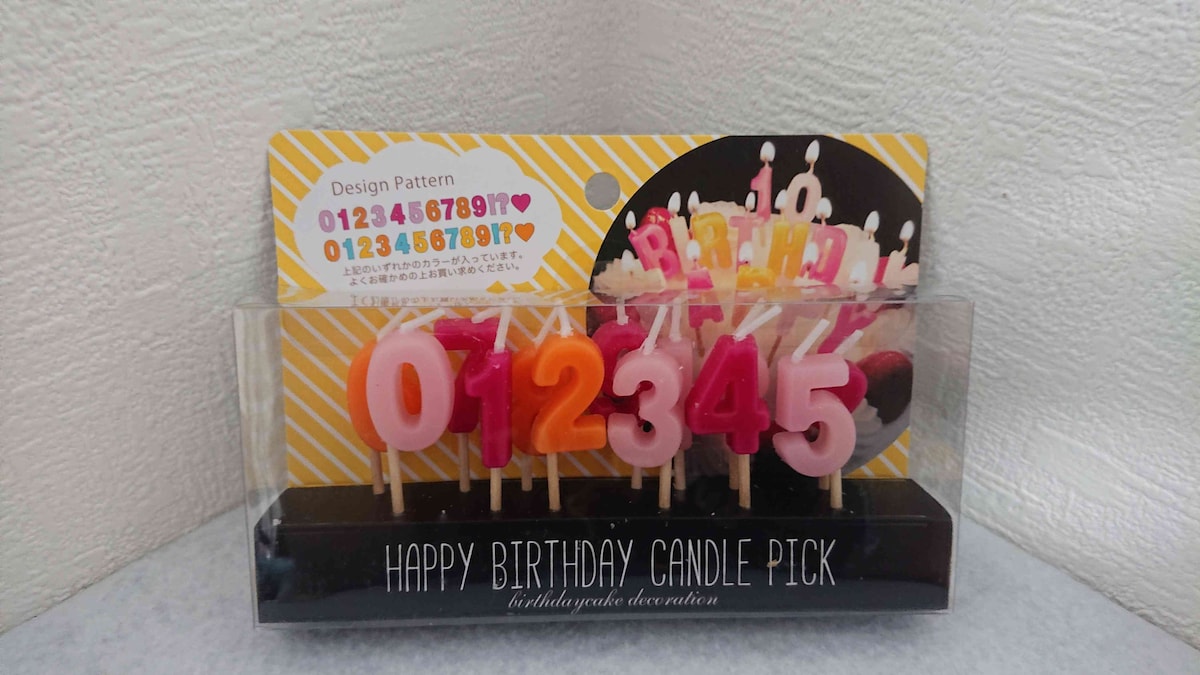 Design Pattern
0123456789!?♥
0123456789!?♥
上記のいずれかのカラーが入っています。
よくお確かめの上お買い求めください。
10
BIRTHD
012345
HAPPY BIRTHDAY CANDLE PICK
birthdaycake decoration